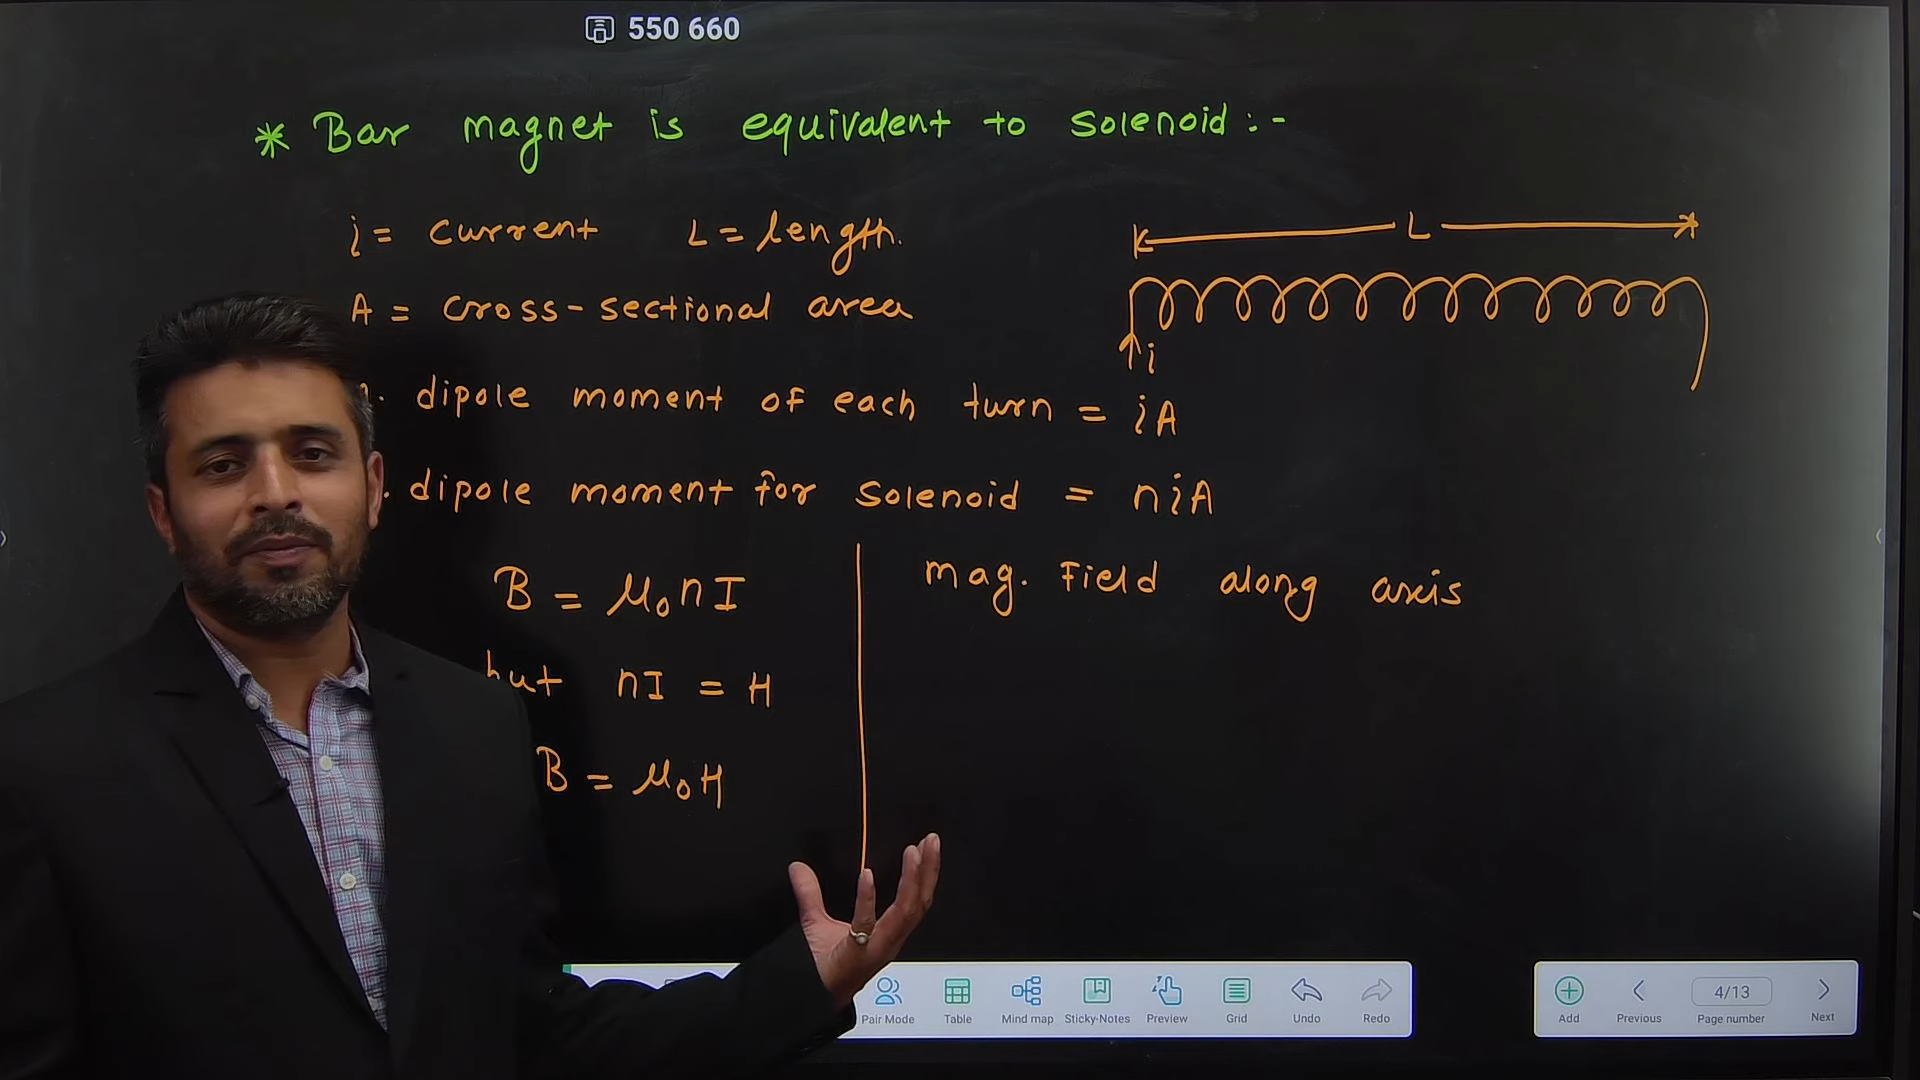 550 660
* Bar magnet is equivalent to solenoid :-
i = current L = length.
L
A = cross-sectional area
i
dipole moment of each turn = iA
dipole moment for solenoid = niA
B = μ₀nI
mag. Field along axis
but nI = H
B = μ₀H
Pair Mode Table Mind map Sticky-Notes Preview Grid Undo Redo
Add Previous 4/13 Page number Next